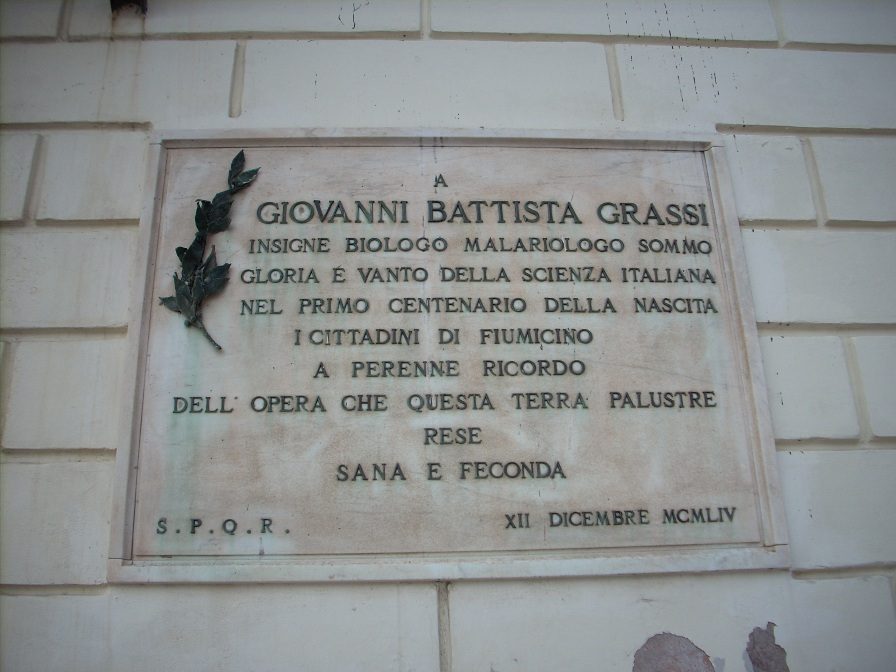 A
GIOVANNI BATTISTA GRASSI
INSIGNE BIOLOGO MALARIOLOGO SOMMO
GLORIA E VANTO DELLA SCIENZA ITALIANA
NEL PRIMO CENTENARIO DELLA NASCITA
I CITTADINI DI FIUMICINO
A PERENNE RICORDO
DELL'OPERA CHE QUESTA TERRA PALUSTRE
RESE
SANA E FECONDA
S.P.Q.R. XII DICEMBRE MCMLIV